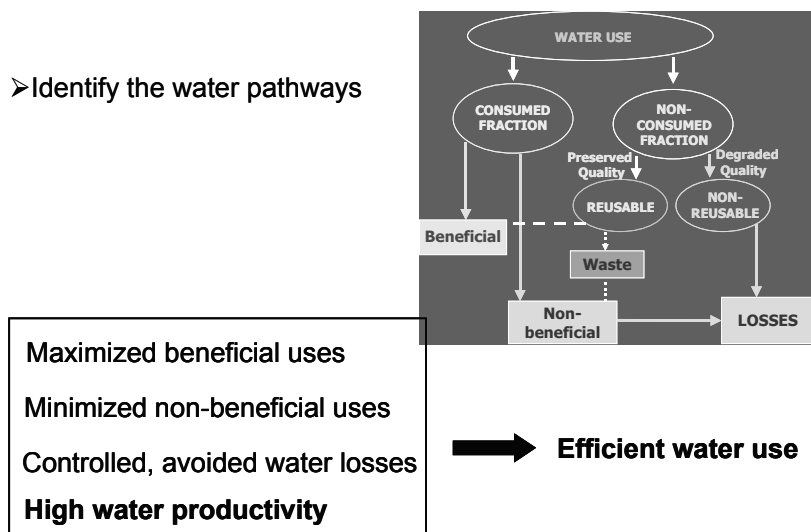 ➢Identify the water pathways
WATER USE
CONSUMED
FRACTION
NON-
CONSUMED
FRACTION
Preserved
Quality
Degraded
Quality
REUSABLE
NON-
REUSABLE
Beneficial
Waste
Non-
beneficial
LOSSES
Maximized beneficial uses
Minimized non-beneficial uses
Controlled, avoided water losses
High water productivity
Efficient water use